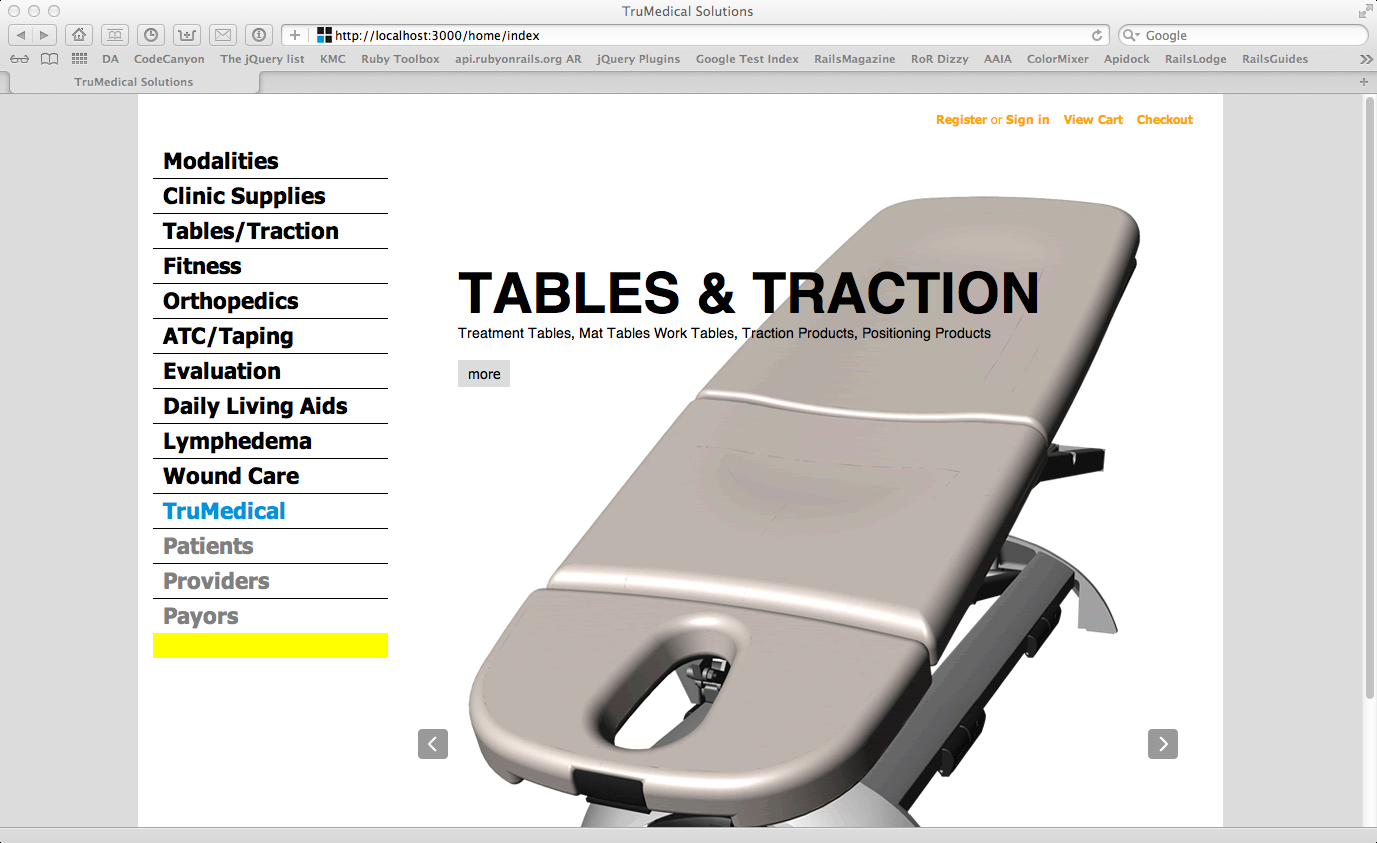 TruMedical Solutions
http://localhost:3000/home/index
Google
DA CodeCanyon The jQuery list KMC Ruby Toolbox api.rubyonrails.org AR jQuery Plugins Google Test Index RailsMagazine RoR Dizzy AAIA ColorMixer Apidock RailsLodge RailsGuides
TruMedical Solutions
Register or Sign in View Cart Checkout
Modalities
Clinic Supplies
Tables/Traction
Fitness
Orthopedics
ATC/Taping
Evaluation
Daily Living Aids
Lymphedema
Wound Care
TruMedical
Patients
Providers
Payors
TABLES & TRACTION
Treatment Tables, Mat Tables Work Tables, Traction Products, Positioning Products
more